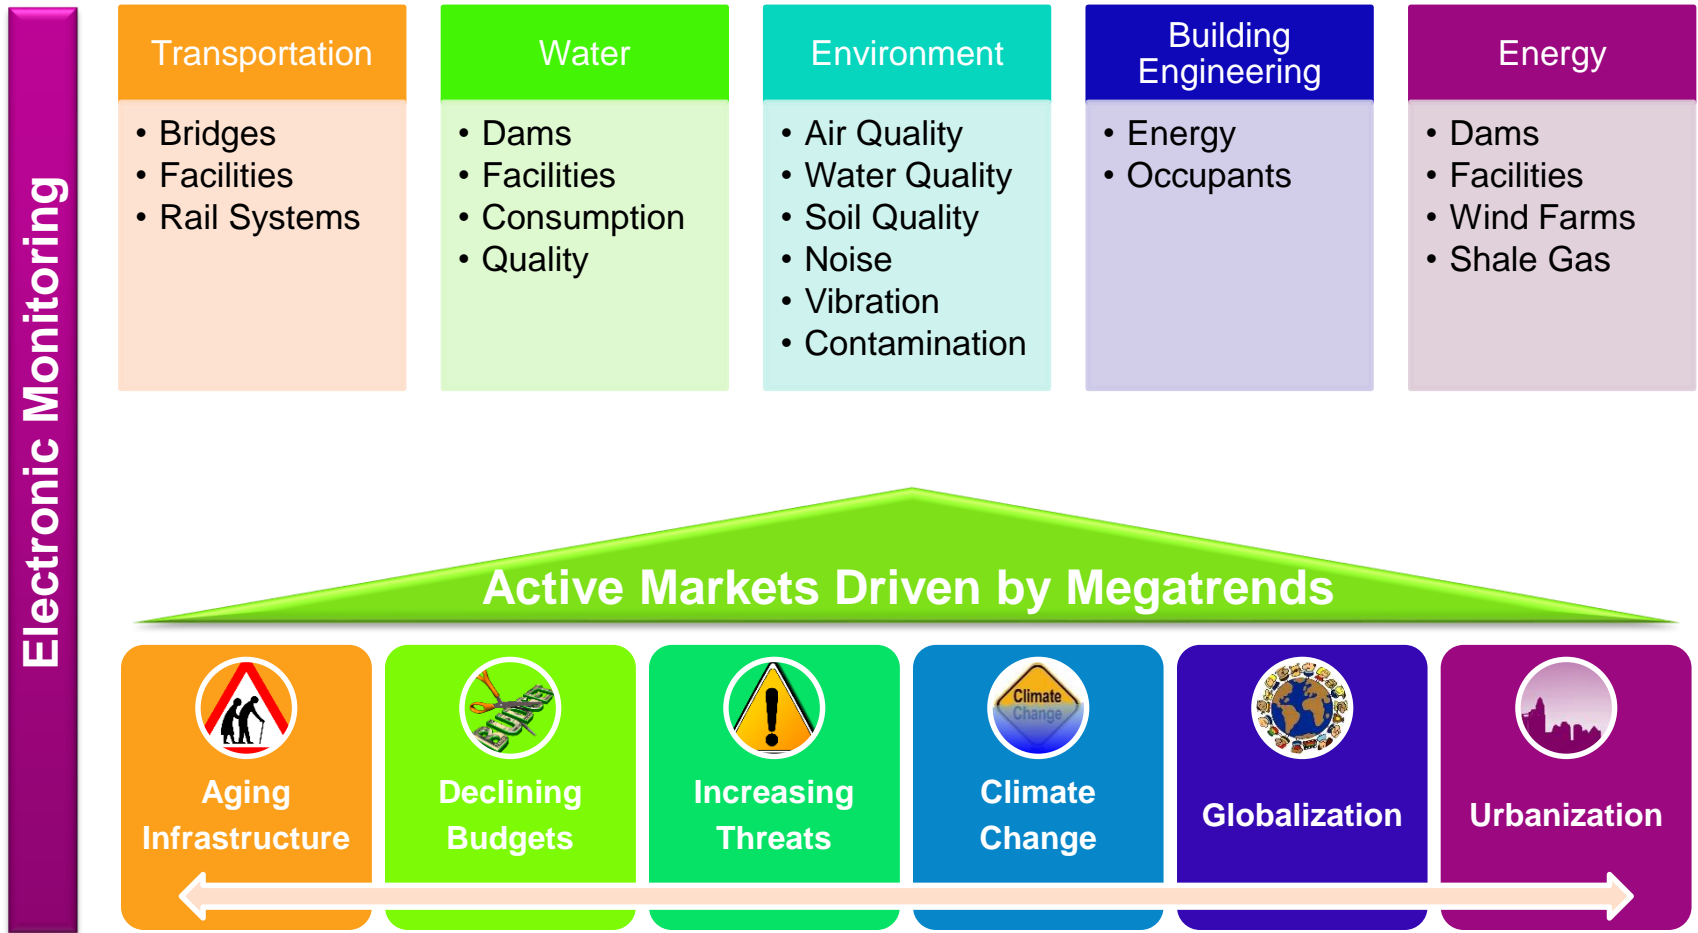 Electronic Monitoring
Transportation
• Bridges
• Facilities
• Rail Systems
Water
• Dams
• Facilities
• Consumption
• Quality
Environment
• Air Quality
• Water Quality
• Soil Quality
• Noise
• Vibration
• Contamination
Building
Engineering
• Energy
• Occupants
Energy
• Dams
• Facilities
• Wind Farms
• Shale Gas
Active Markets Driven by Megatrends
Aging
Infrastructure
BUDGE
Declining
Budgets
!
Increasing
Threats
Climate
Change
Climate
Change
Globalization
Urbanization